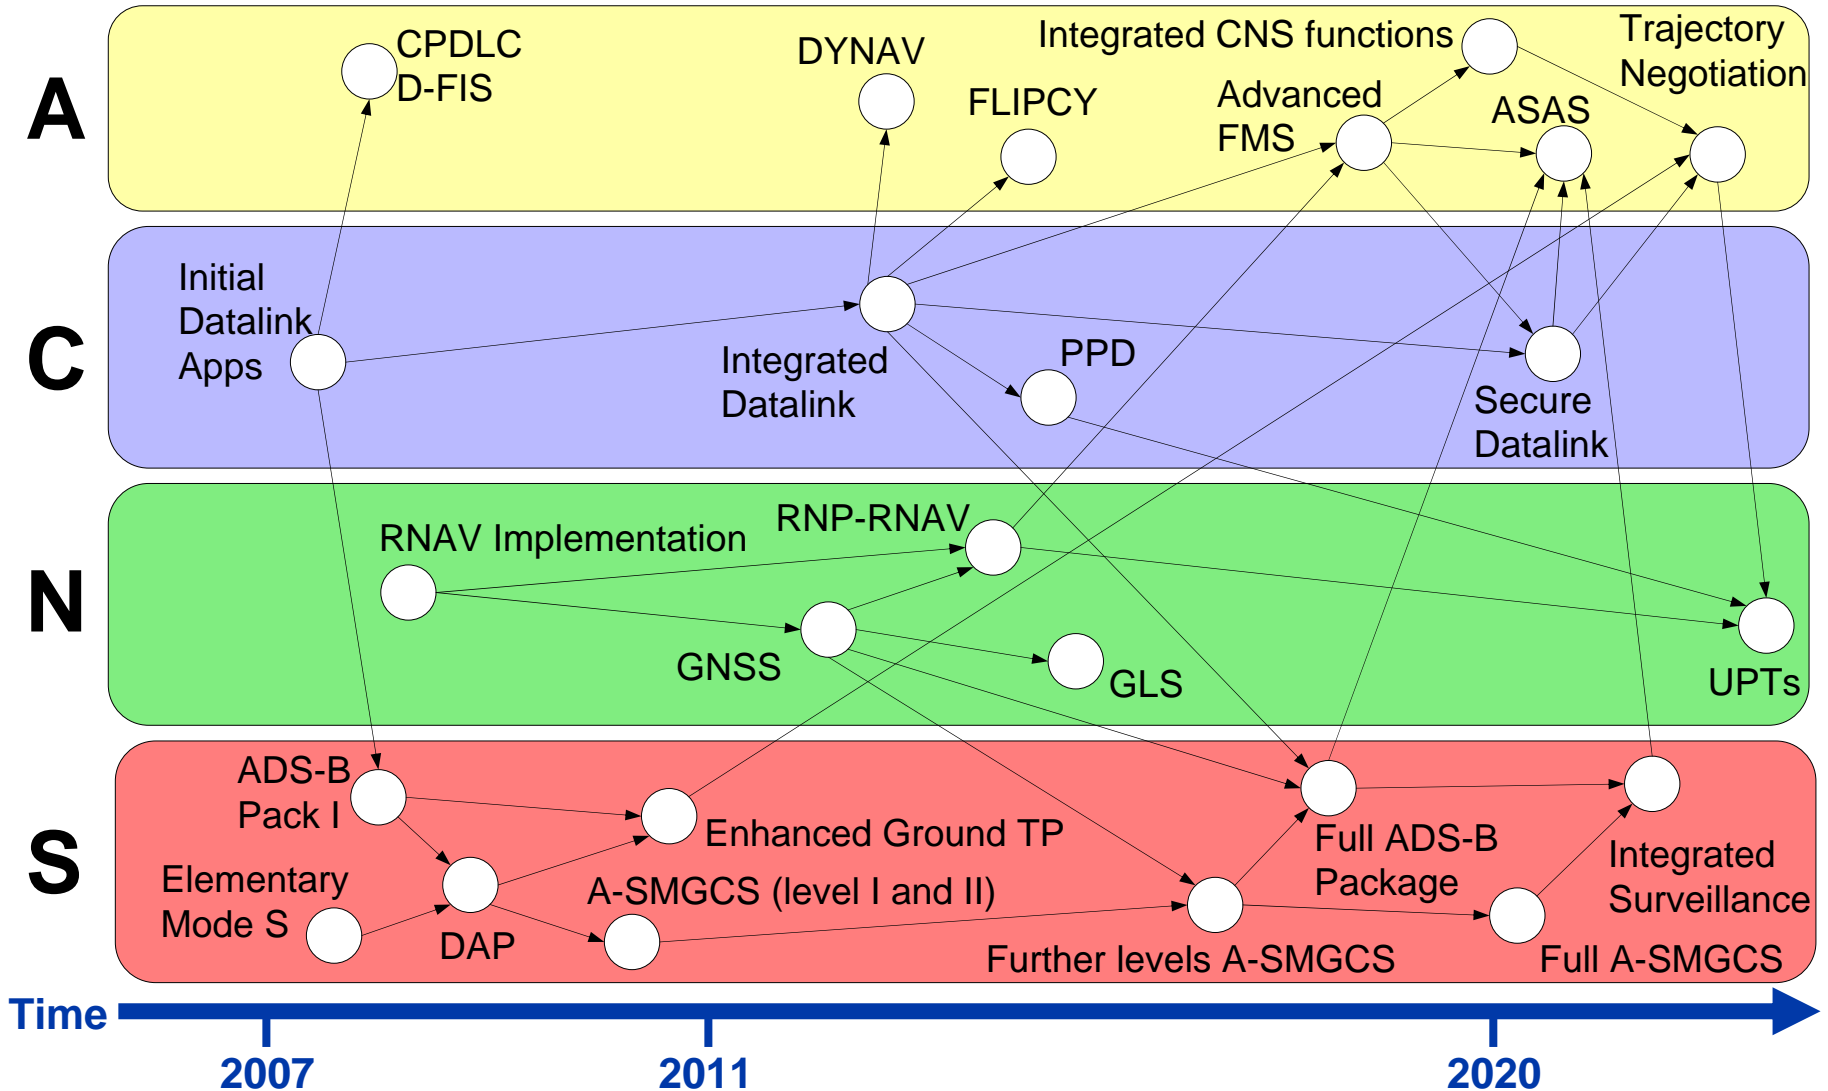 A
CPDLC
D-FIS
DYNAV
FLIPCY
Integrated CNS functions
Advanced
FMS
ASAS
Trajectory
Negotiation
C
Initial
Datalink
Apps
Integrated
Datalink
PPD
Secure
Datalink
N
RNAV Implementation
RNP-RNAV
GNSS
GLS
UPTs
S
ADS-B
Pack I
Elementary
Mode S
DAP
Enhanced Ground TP
A-SMGCS (level I and II)
Further levels A-SMGCS
Full ADS-B
Package
Full A-SMGCS
Integrated
Surveillance
Time
2007
2011
2020